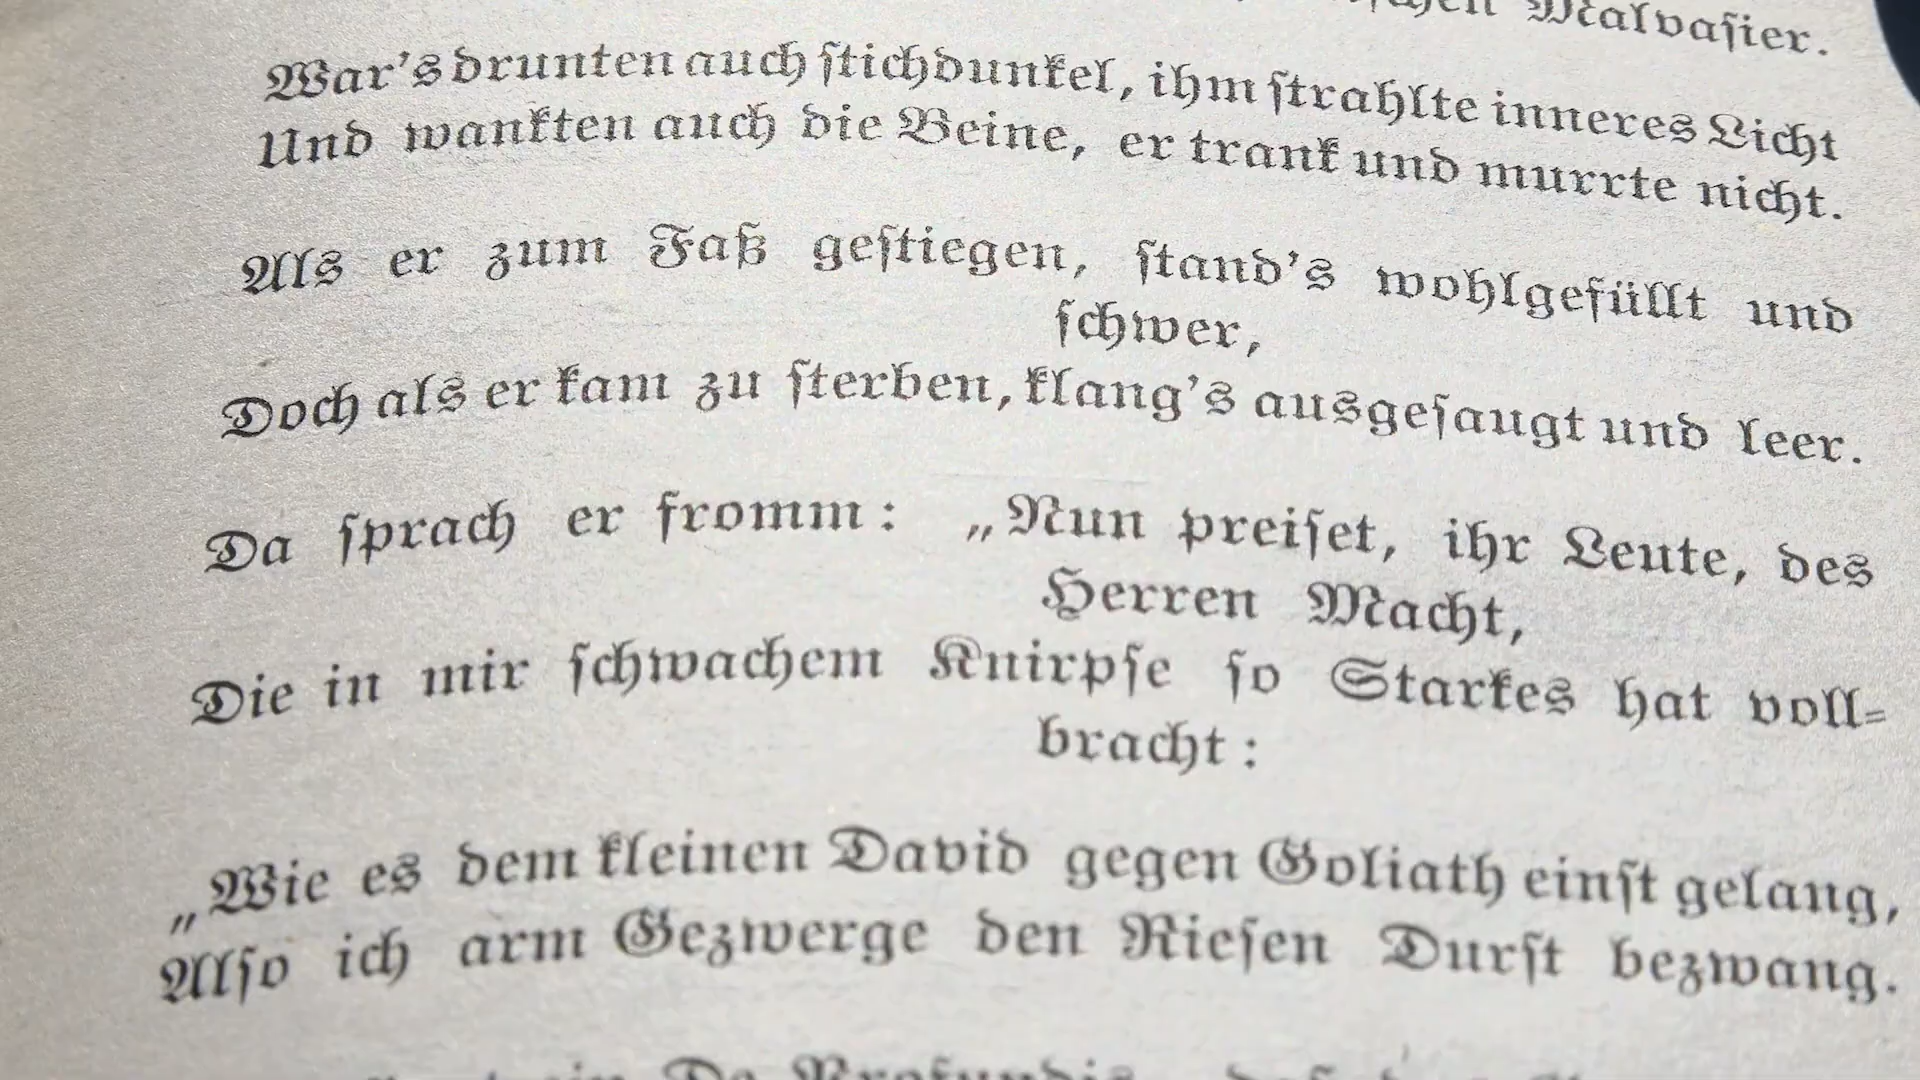 Malvasier.
War's drunten auch stichdunkel, ihm strahlte inneres Licht
Und wankten auch die Beine, er trank und murrte nicht.
Als er zum Faß gestiegen, stand's wohlgefüllt und
schwer,
Doch als er kam zu sterben, klang's ausgesaugt und leer.
Da sprach er fromm: „Nun preiset, ihr Leute, des
Herren Macht,
Die in mir schwachem Knirpse so Starkes hat voll-
bracht:
„Wie es dem kleinen David gegen Goliath einst gelang,
Also ich arm Gezwerge den Riesen Durst bezwang.
De Profundis